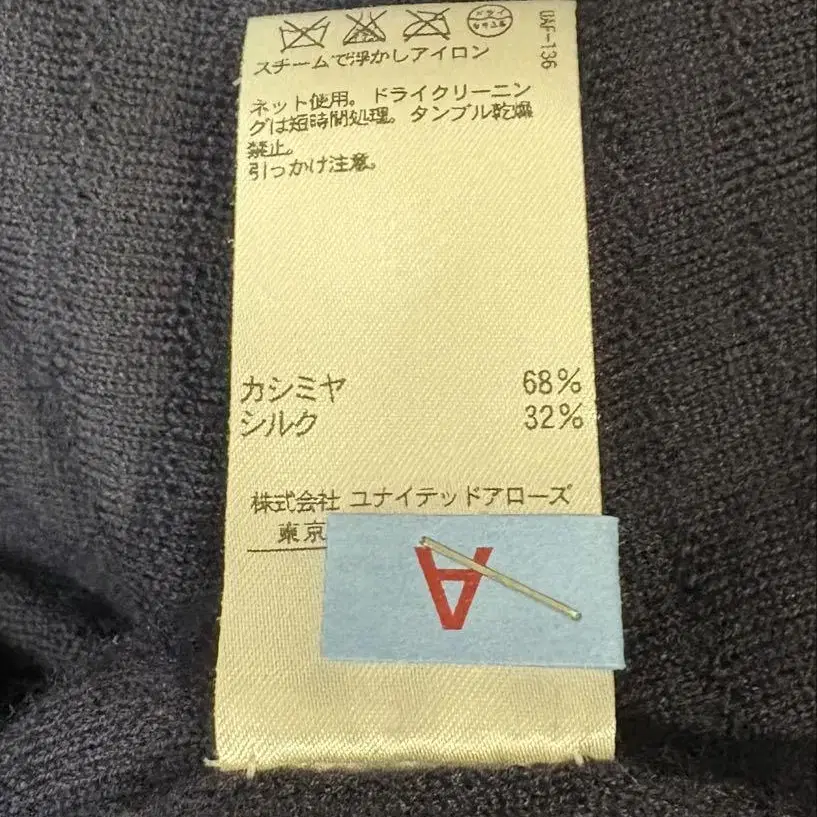 スチームで浮かしアイロン
ネット使用。ドライクリーニン
グは短時間処理。タンブル乾燥
禁止。
引っかけ注意。
カシミヤ 68%
シルク 32%
株式会社 ユナイテッドアローズ
東京
A
UAF-136